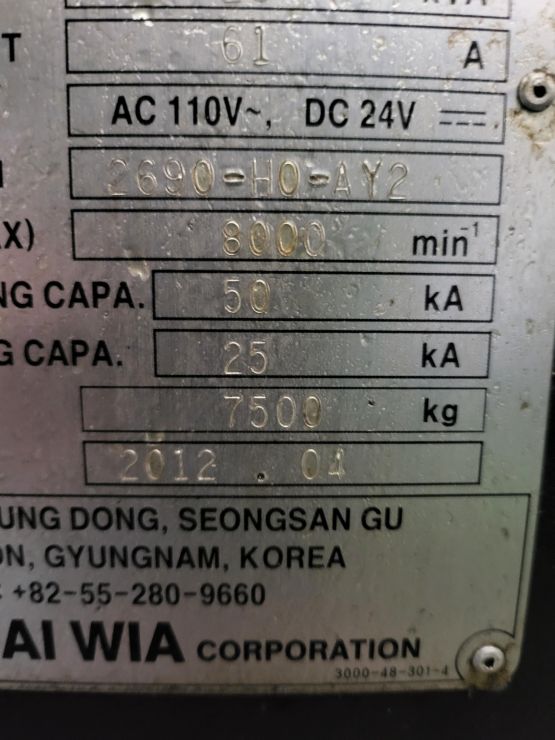 T 61 A
AC 110V~, DC 24V
2690-H0-AY2
AX) 8000 min-1
NG CAPA. 50 kA
G CAPA. 25 kA
7500 kg
2012 . 04
UNG DONG, SEONGSAN GU
ON, GYUNGNAM, KOREA
+82-55-280-9660
AI WIA CORPORATION
3000-48-301-4